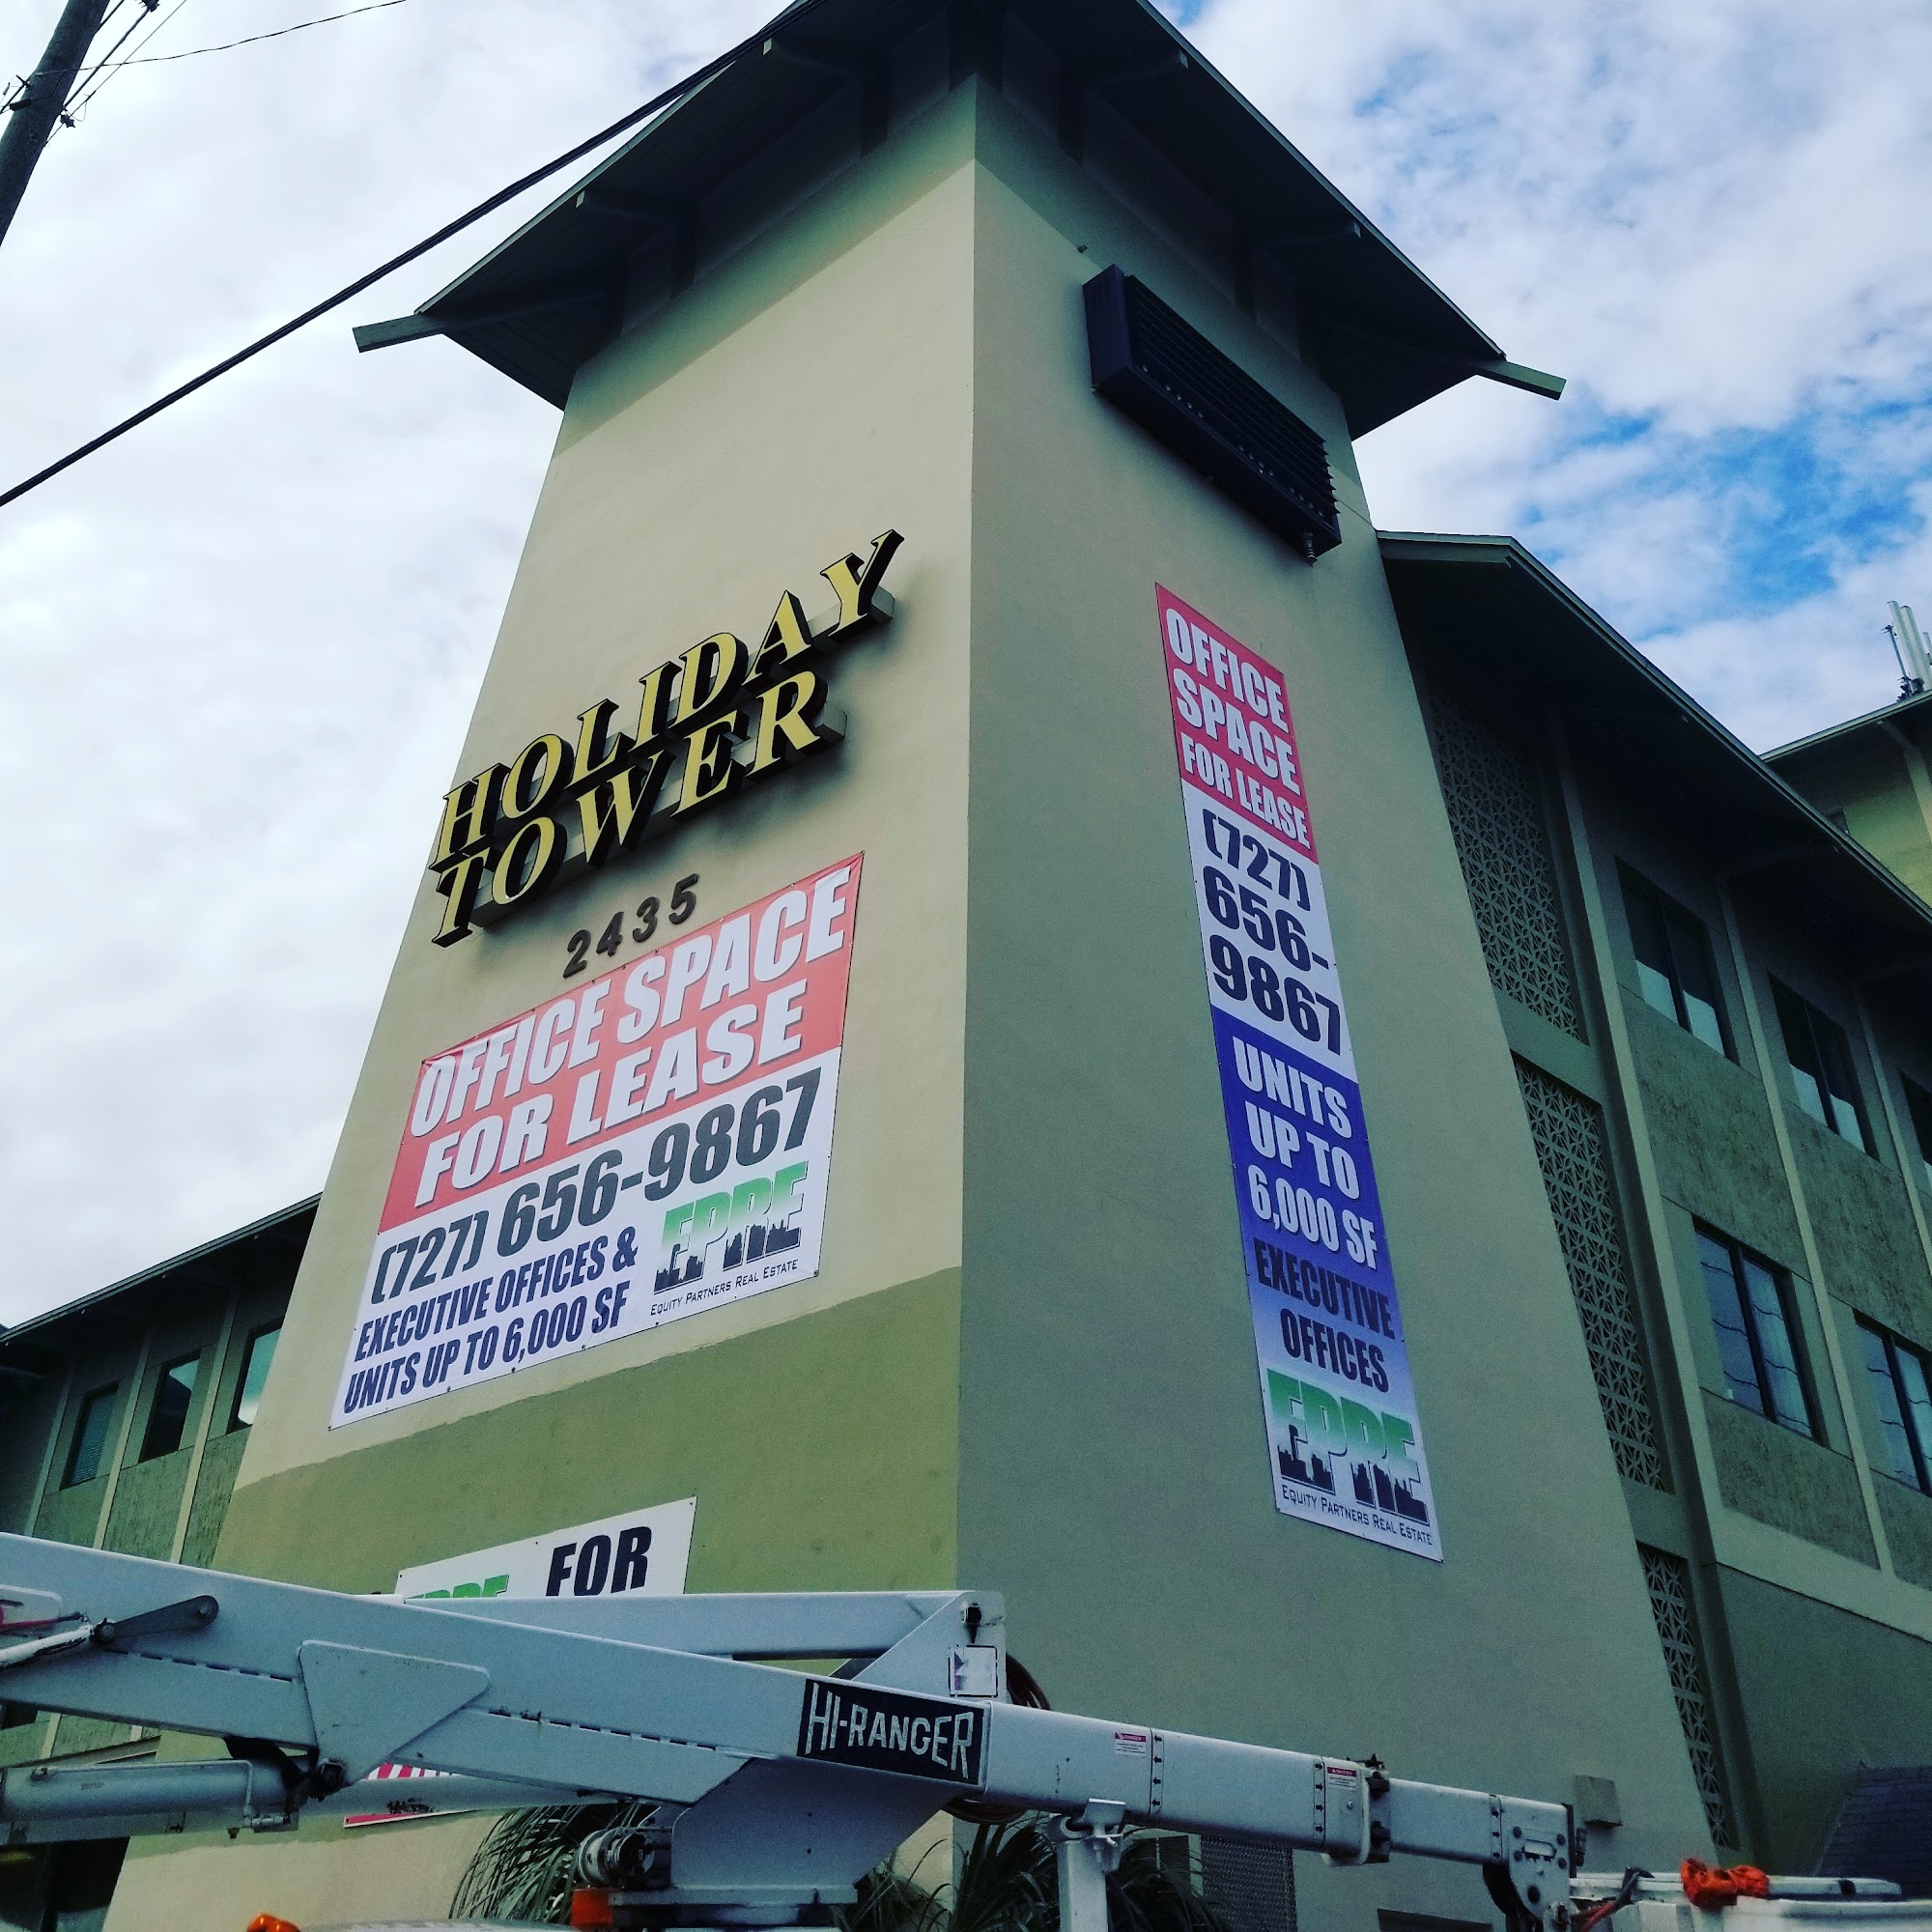 HOLIDAY
TOWER
2435
OFFICE SPACE
FOR LEASE
(727) 656-9867
EXECUTIVE OFFICES &
UNITS UP TO 6,000 SF
EPRE
EQUITY PARTNERS REAL ESTATE
OFFICE
SPACE
FOR LEASE
(727)
656-
9867
UNITS
UP TO
6,000 SF
EXECUTIVE
OFFICES
EPRE
EQUITY PARTNERS REAL ESTATE
EPRE FOR
HI-RANGER